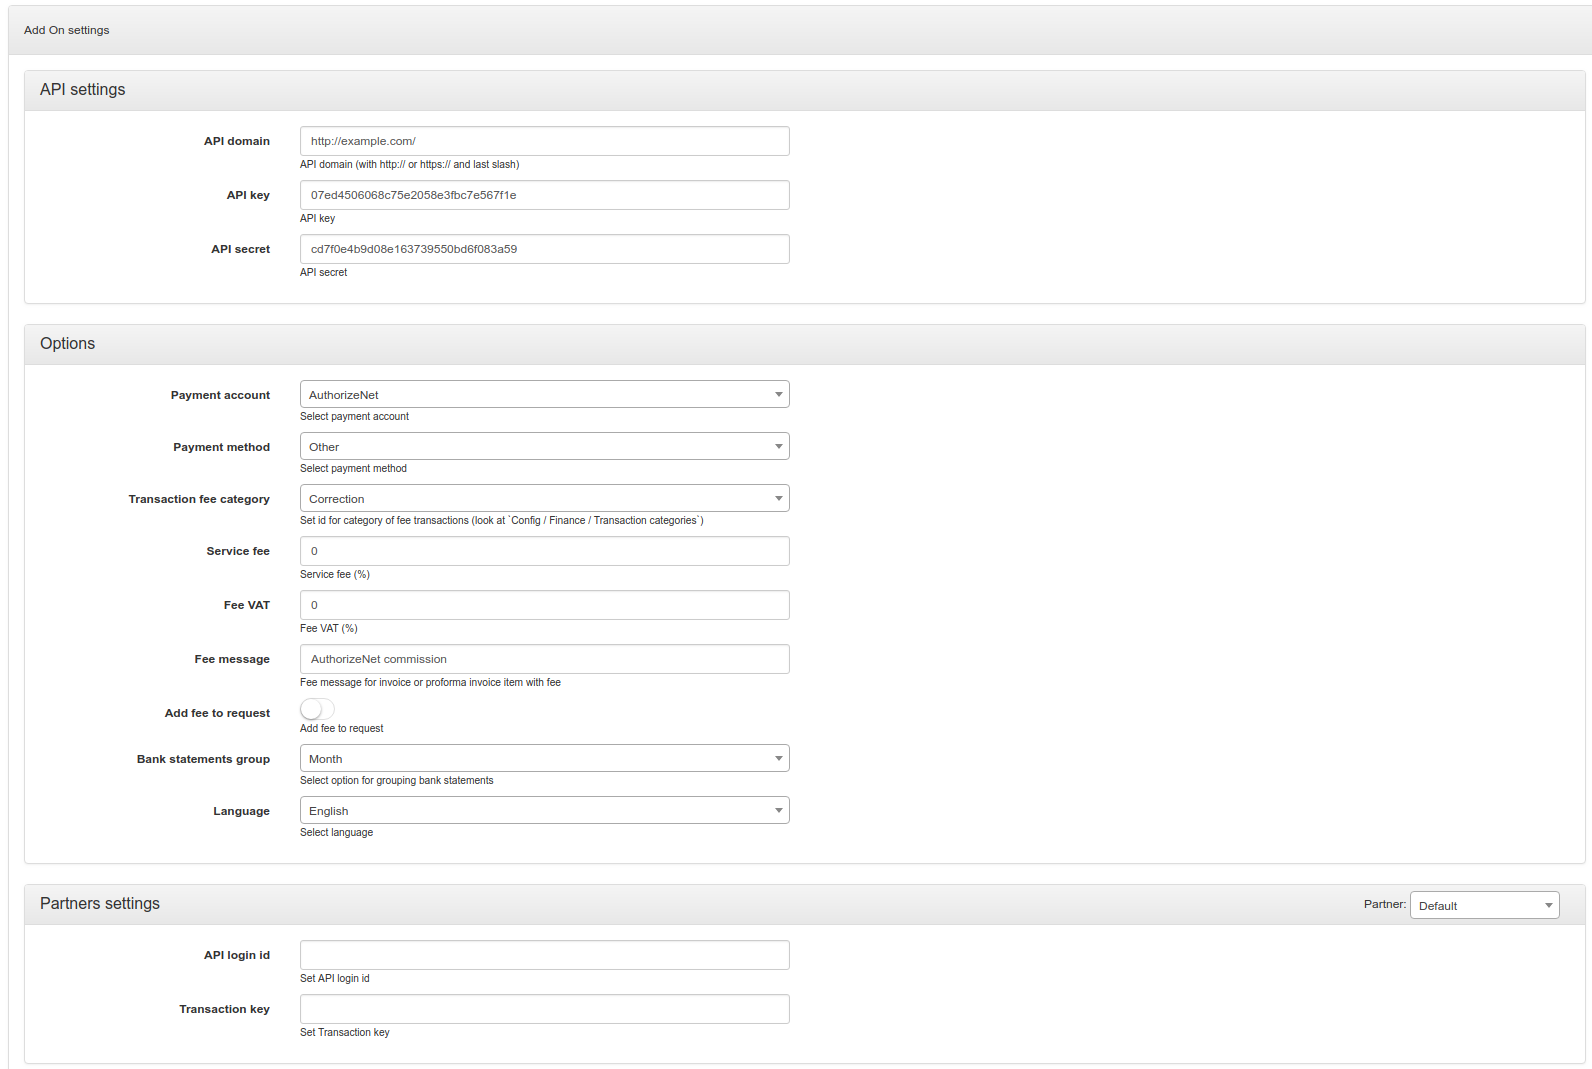 Add On settings
API settings
API domain
http://example.com/
API domain (with http:// or https:// and last slash)
API key
07ed4506068c75e2058e3fbc7e567f1e
API key
API secret
cd7f0e4b9d08e163739550bd6f083a59
API secret
Options
Payment account
AuthorizeNet
Select payment account
Payment method
Other
Select payment method
Transaction fee category
Correction
Set id for category of fee transactions (look at `Config / Finance / Transaction categories`)
Service fee
0
Service fee (%)
Fee VAT
0
Fee VAT (%)
Fee message
AuthorizeNet commission
Fee message for invoice or proforma invoice item with fee
Add fee to request
Add fee to request
Bank statements group
Month
Select option for grouping bank statements
Language
English
Select language
Partners settings
Partner: Default
API login id
Set API login id
Transaction key
Set Transaction key